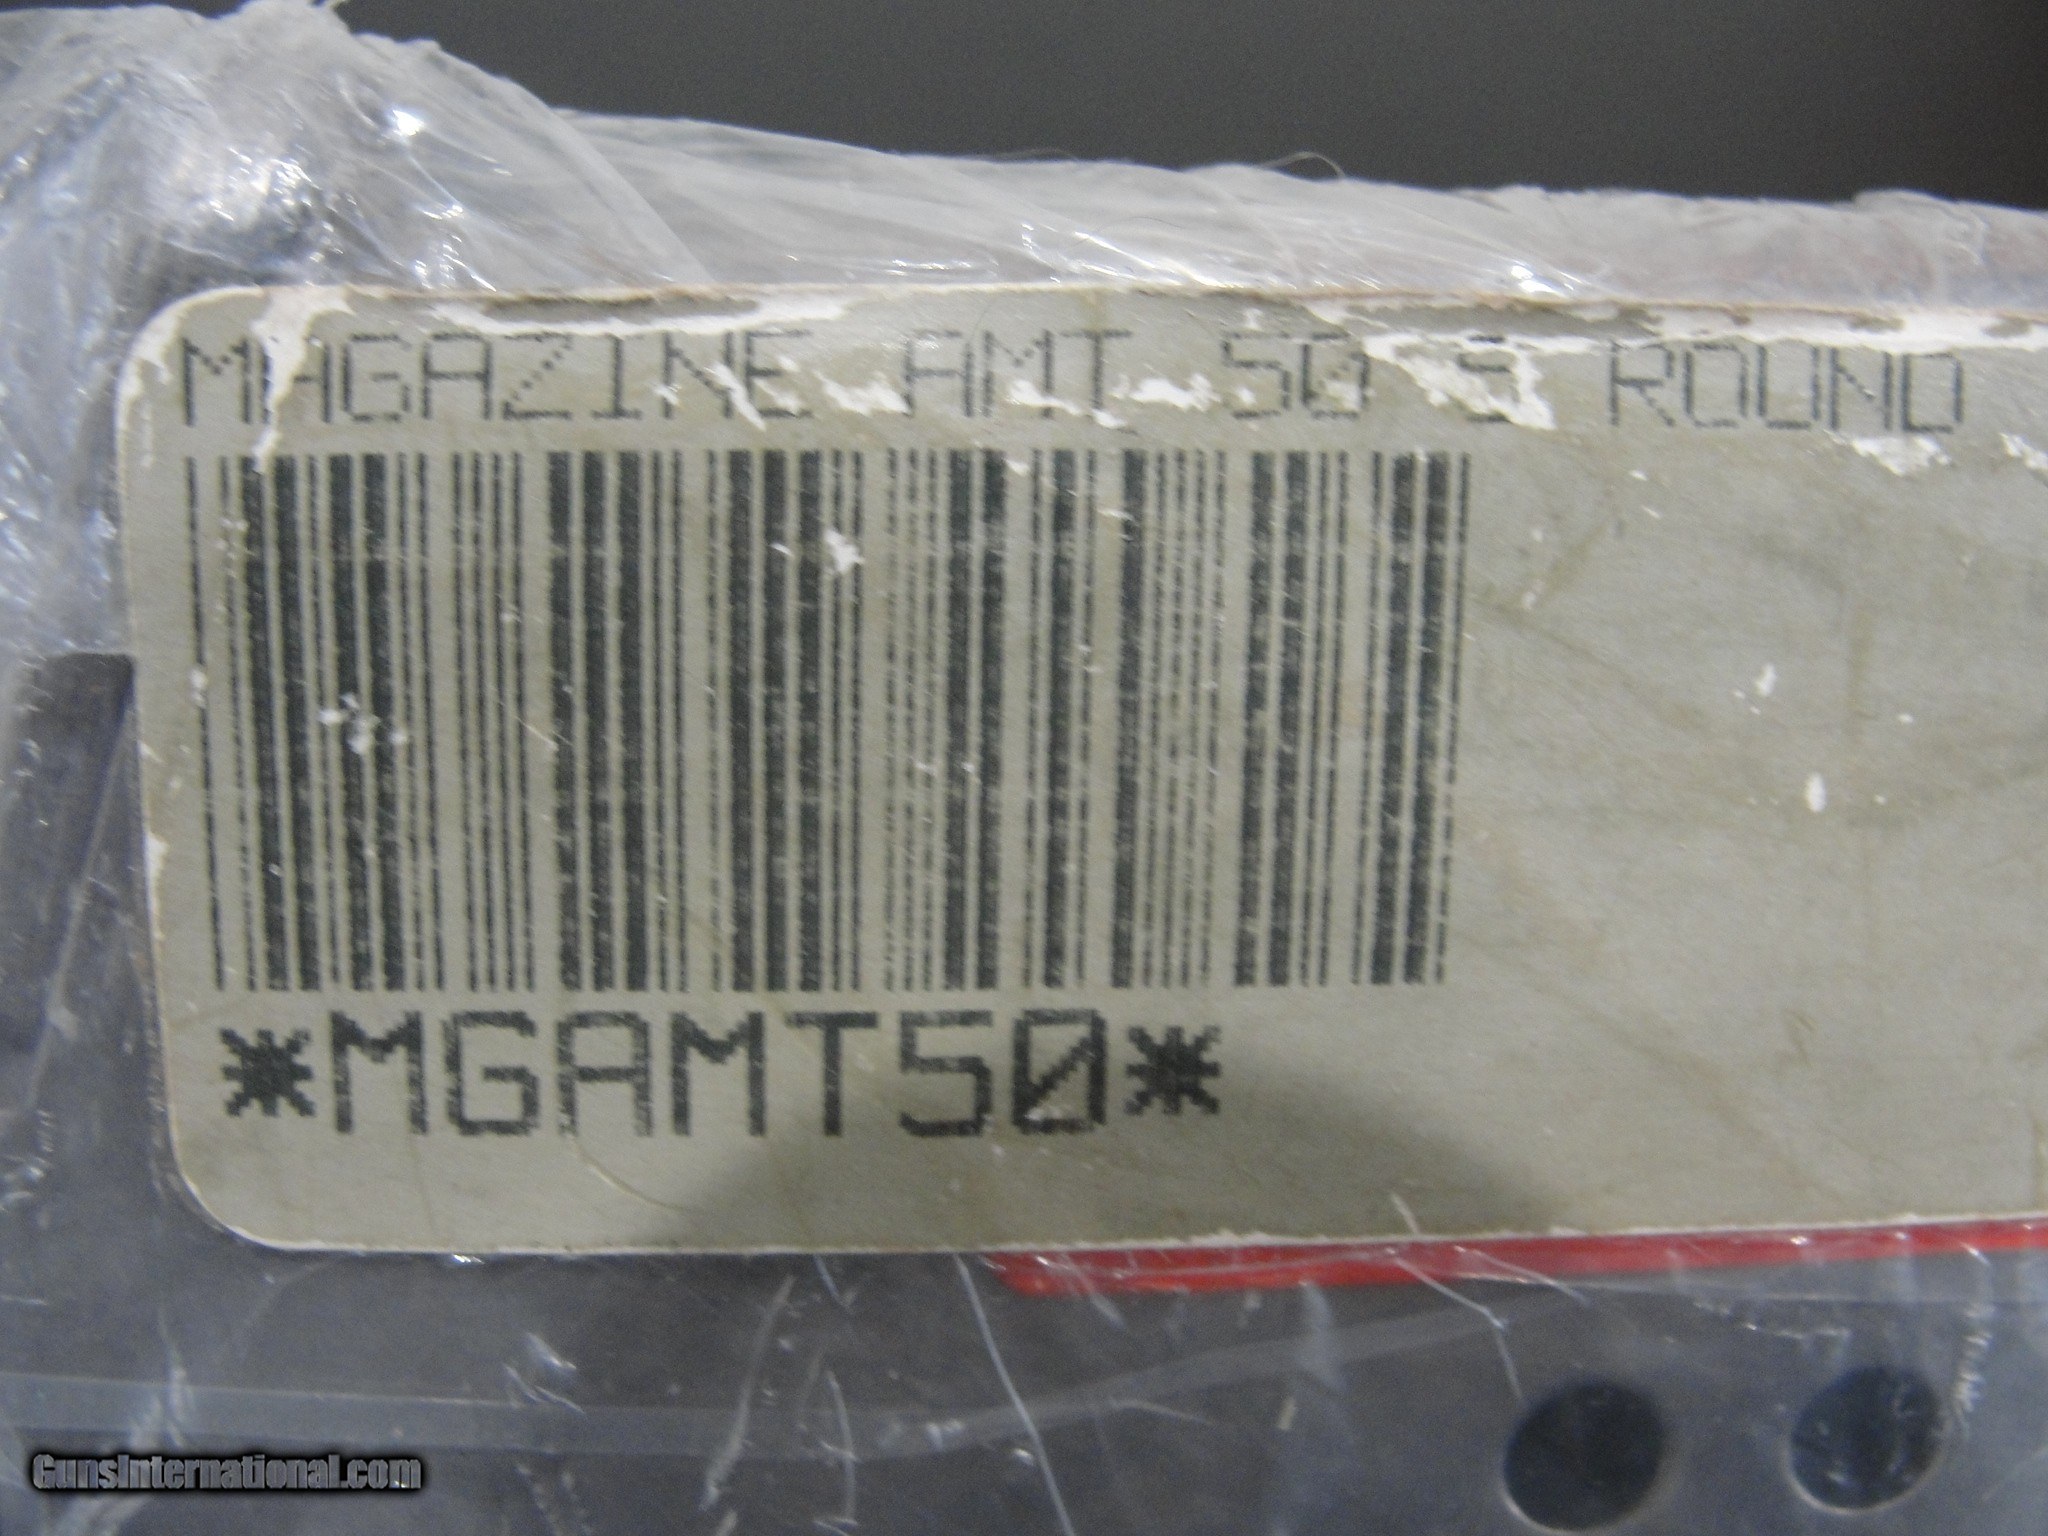 MAGAZINE AMT 50 5 ROUND
*MGAMT50*
GunsInternational.com